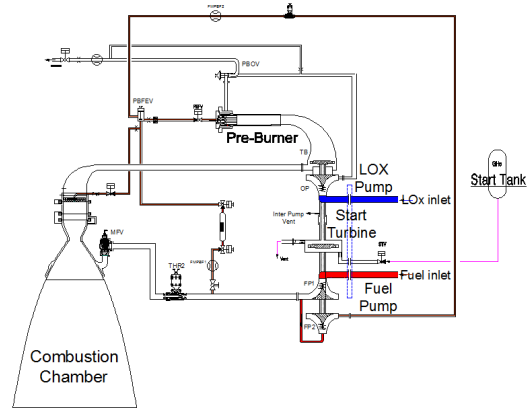 PBOV
PBFEV
Pre-Burner
TB
LOX
Pump
GHe
Start Tank
OP
LOx inlet
Inter Pump
Vent
Start
Turbine
MFV
STV
Vent
Fuel inlet
THR2
FP1
Fuel
Pump
FP2
Combustion
Chamber